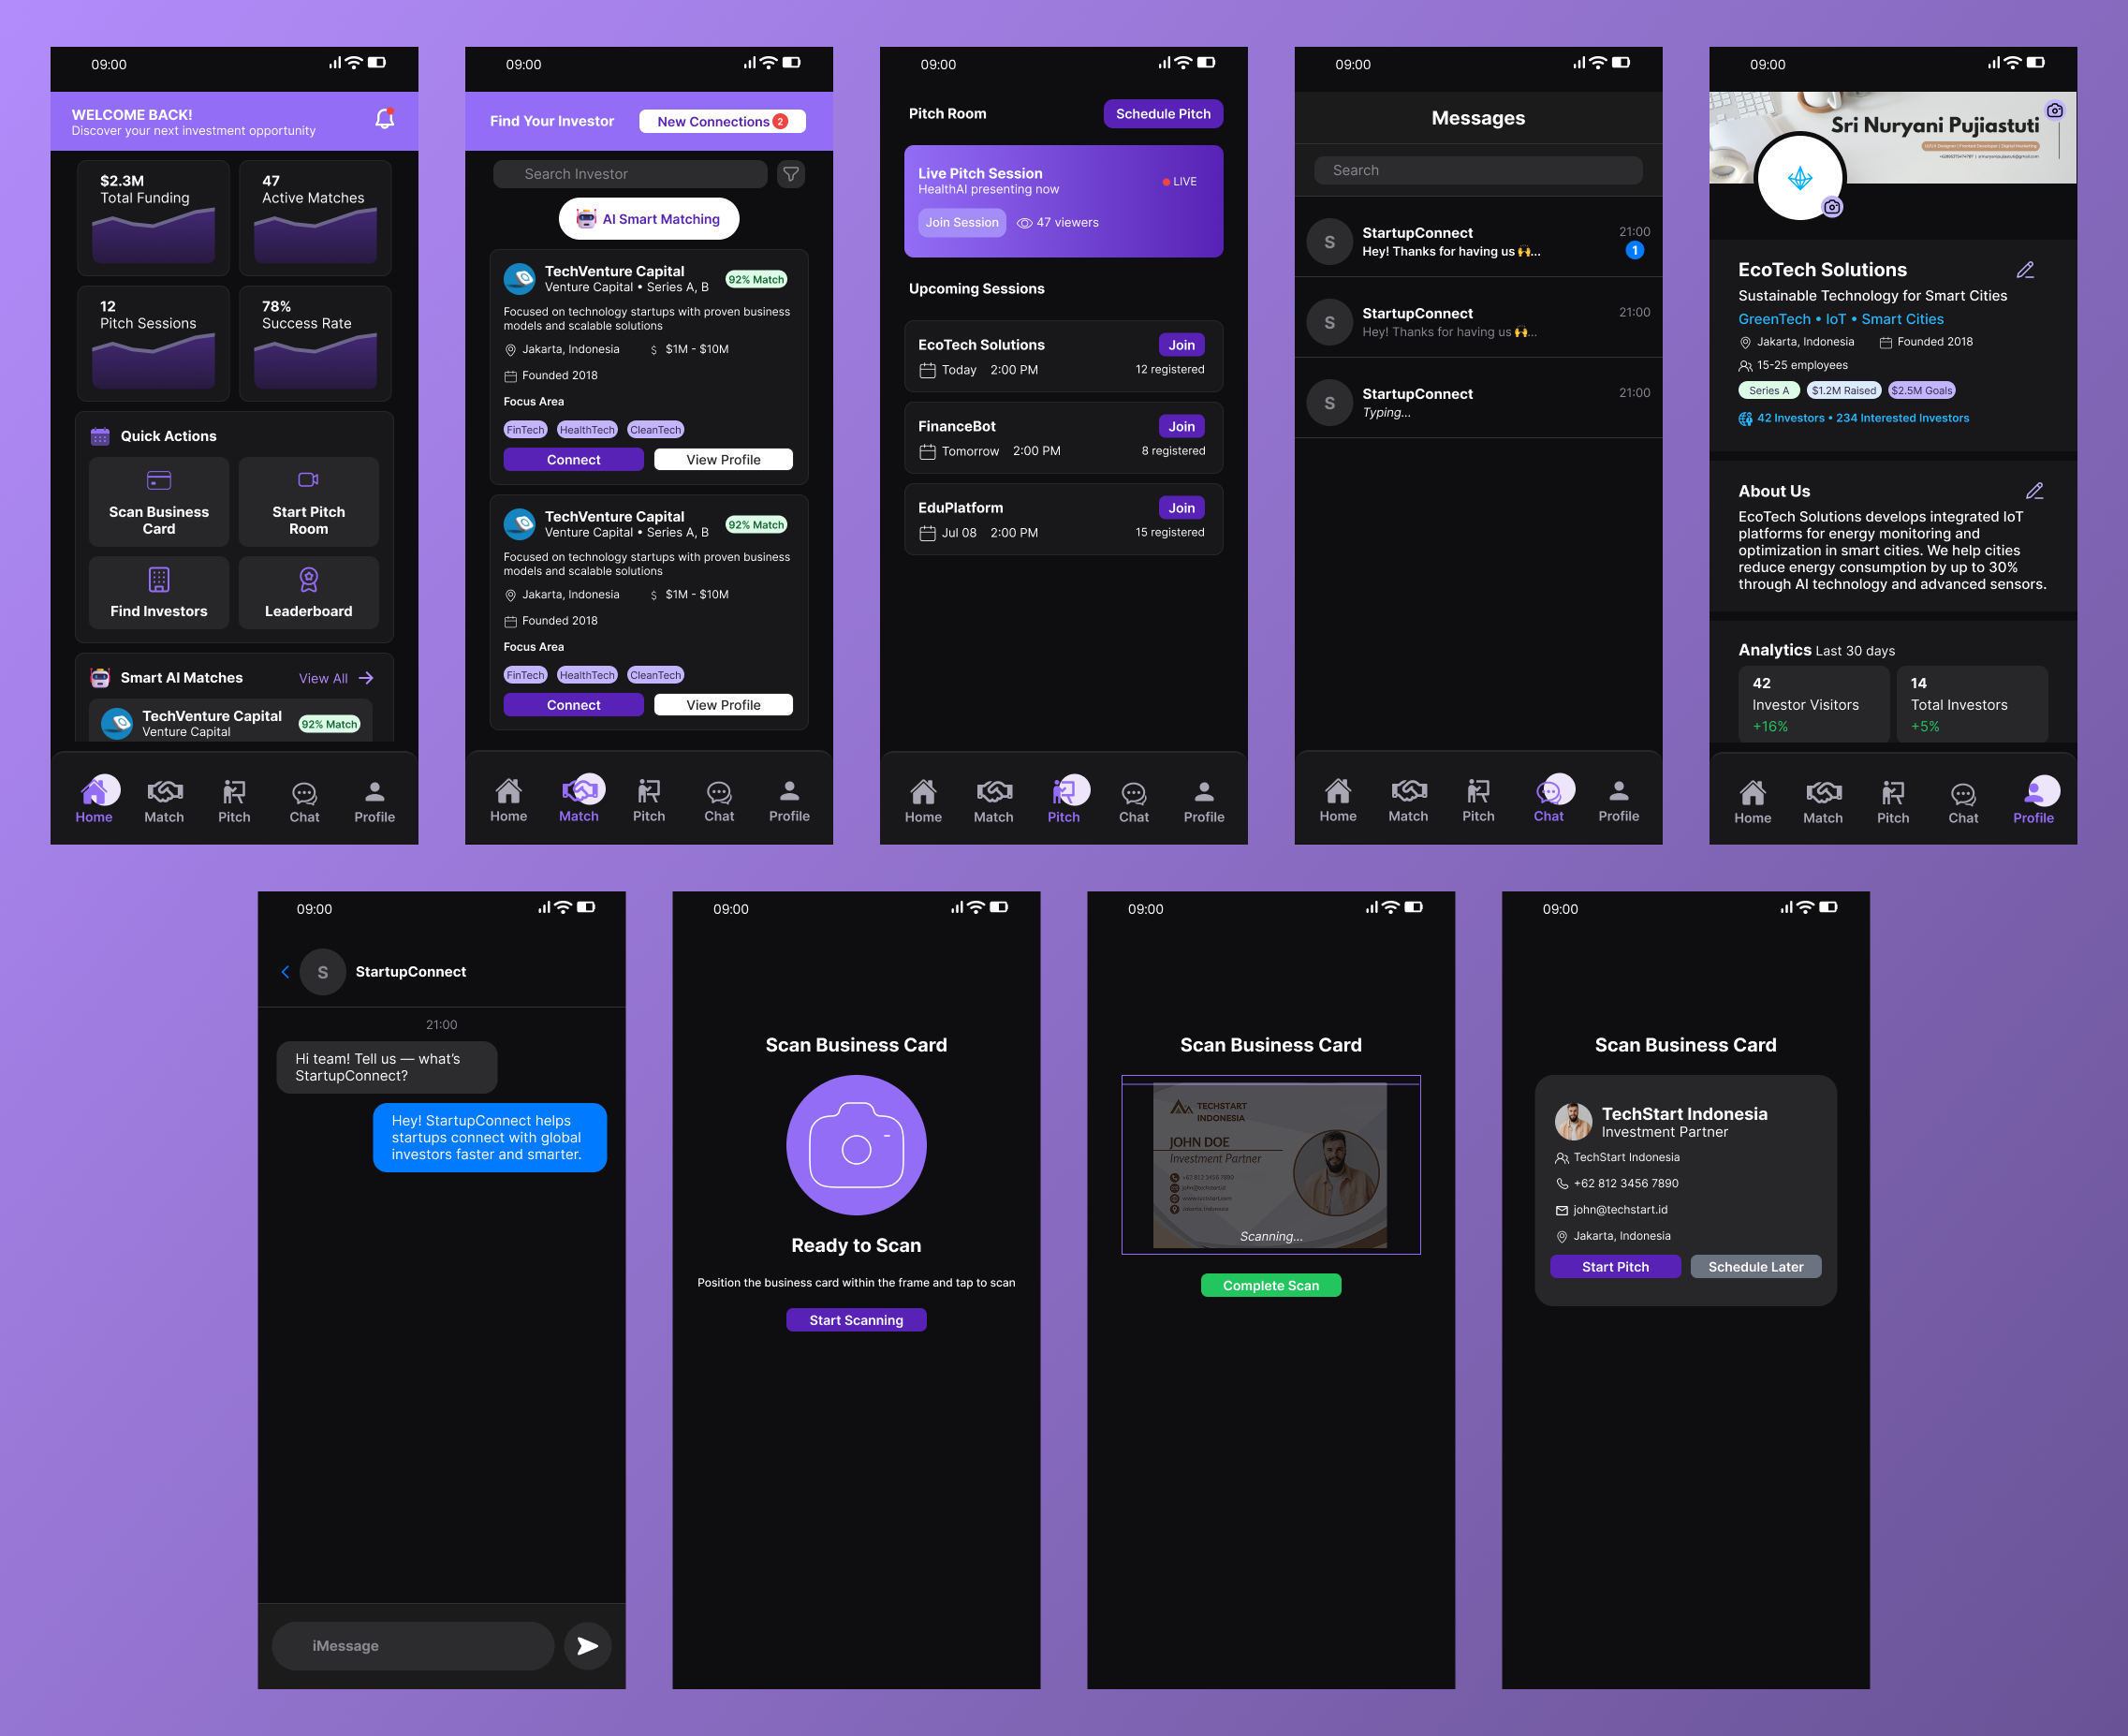 09:00
WELCOME BACK!
Discover your next investment opportunity
$2.3M
Total Funding
47
Active Matches
12
Pitch Sessions
78%
Success Rate
Quick Actions
Scan Business
Card
Start Pitch
Room
Find Investors
Leaderboard
Smart AI Matches
View All
TechVenture Capital
Venture Capital
92% Match
Home
Match
Pitch
Chat
Profile
09:00
Find Your Investor
New Connections 2
Search Investor
AI Smart Matching
TechVenture Capital
Venture Capital • Series A, B
92% Match
Focused on technology startups with proven business
models and scalable solutions
Jakarta, Indonesia
$ $1M - $10M
Founded 2018
Focus Area
FinTech
HealthTech
CleanTech
Connect
View Profile
TechVenture Capital
Venture Capital • Series A, B
92% Match
Focused on technology startups with proven business
models and scalable solutions
Jakarta, Indonesia
$ $1M - $10M
Founded 2018
Focus Area
FinTech
HealthTech
CleanTech
Connect
View Profile
Home
Match
Pitch
Chat
Profile
09:00
Pitch Room
Schedule Pitch
Live Pitch Session
HealthAI presenting now
LIVE
Join Session
47 viewers
Upcoming Sessions
EcoTech Solutions
Join
Today 2:00 PM
12 registered
FinanceBot
Join
Tomorrow 2:00 PM
8 registered
EduPlatform
Join
Jul 08 2:00 PM
15 registered
Home
Match
Pitch
Chat
Profile
09:00
Messages
Search
S
StartupConnect
21:00
Hey! Thanks for having us 🙌...
1
S
StartupConnect
21:00
Hey! Thanks for having us 🙌...
S
StartupConnect
21:00
Typing...
Home
Match
Pitch
Chat
Profile
09:00
Sri Nuryani Pujiastuti
EcoTech Solutions
Sustainable Technology for Smart Cities
GreenTech • IoT • Smart Cities
Jakarta, Indonesia
Founded 2018
15-25 employees
Series A
$1.2M Raised
$2.5M Goals
42 Investors • 234 Interested Investors
About Us
EcoTech Solutions develops integrated IoT
platforms for energy monitoring and
optimization in smart cities. We help cities
reduce energy consumption by up to 30%
through AI technology and advanced sensors.
Analytics Last 30 days
42
Investor Visitors
+16%
14
Total Investors
+5%
Home
Match
Pitch
Chat
Profile
09:00
S
StartupConnect
21:00
Hi team! Tell us — what's
StartupConnect?
Hey! StartupConnect helps
startups connect with global
investors faster and smarter.
iMessage
09:00
Scan Business Card
Ready to Scan
Position the business card within the frame and tap to scan
Start Scanning
09:00
Scan Business Card
TECHSTART
INDONESIA
JOHN DOE
Investment Partner
+62 812 3456 7890
john@techstart.id
Jakarta, Indonesia
Scanning...
Complete Scan
09:00
Scan Business Card
TechStart Indonesia
Investment Partner
TechStart Indonesia
+62 812 3456 7890
john@techstart.id
Jakarta, Indonesia
Start Pitch
Schedule Later